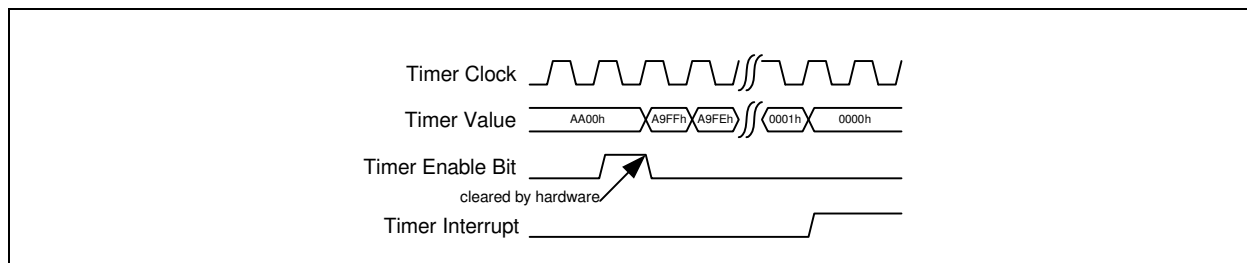 Timer Clock
Timer Value AA00h A9FFh A9FEh 0001h 0000h
Timer Enable Bit
cleared by hardware
Timer Interrupt